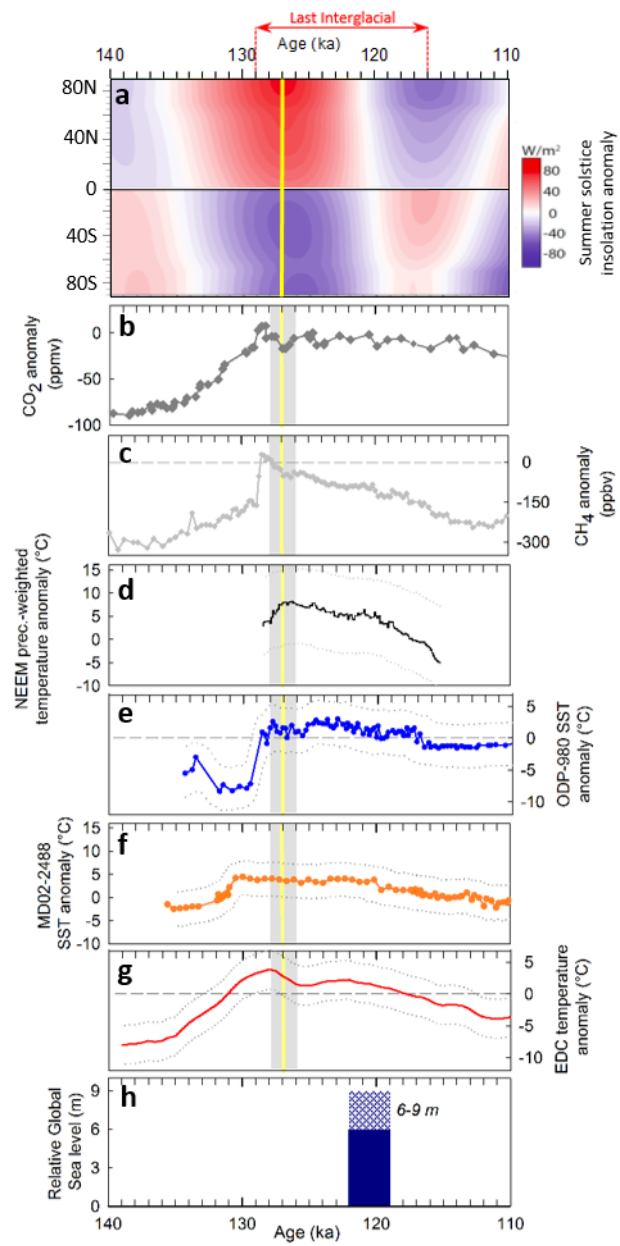 Last Interglacial
Age (ka)
140 130 120 110
a
80N
40N
0
40S
80S
W/m²
80
40
0
-40
-80
Summer solstice
insolation anomaly
b
0
-50
-100
CO₂ anomaly
(ppmv)
c
0
-150
-300
CH₄ anomaly
(ppbv)
d
15
10
5
0
-5
-10
NEEM prec.-weighted
temperature anomaly (°C)
e
5
0
-5
-10
ODP-980 SST
anomaly (°C)
f
15
10
5
0
-5
-10
MD02-2488
SST anomaly (°C)
g
5
0
-5
-10
EDC temperature
anomaly (°C)
h
9
6
3
0
Relative Global
Sea level (m)
6-9 m
140 130 120 110
Age (ka)